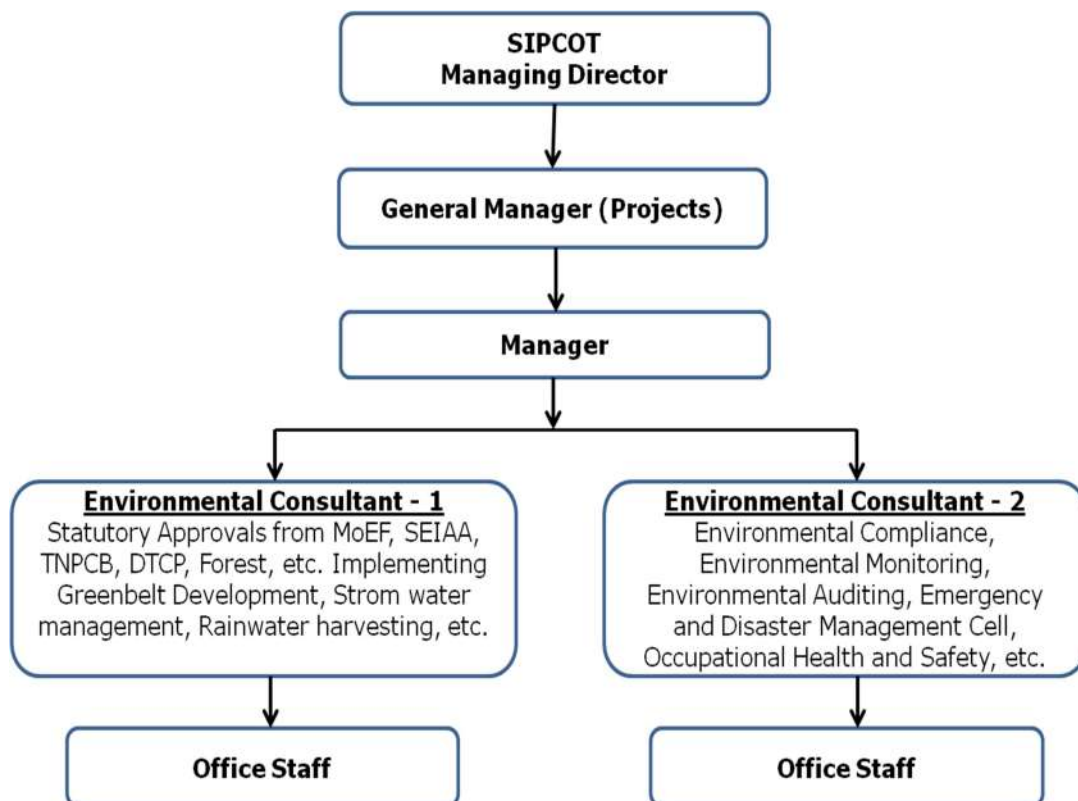 SIPCOT
Managing Director
General Manager (Projects)
Manager
Environmental Consultant - 1
Statutory Approvals from MoEF, SEIAA,
TNPCB, DTCP, Forest, etc. Implementing
Greenbelt Development, Strom water
management, Rainwater harvesting, etc.
Environmental Consultant - 2
Environmental Compliance,
Environmental Monitoring,
Environmental Auditing, Emergency
and Disaster Management Cell,
Occupational Health and Safety, etc.
Office Staff
Office Staff